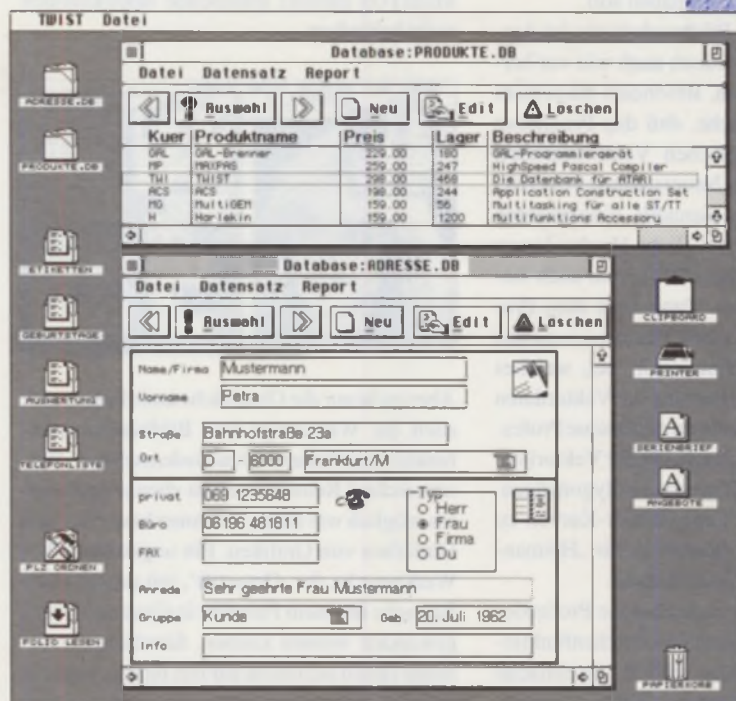 TWIST Datei
Database:PRODUKTE.DB
Datei Datensatz Report
Auswahl Neu Edit Löschen
Kuer Produktname Preis Lager Beschreibung
GAL GAL-Brenner 229.00 180 GAL-Programmiergerät
MP MAXPAS 259.00 247 HighSpeed Pascal Compiler
TWI TWIST 298.00 468 Die Datenbank für ATARI
ACS ACS 198.00 244 Application Construction Set
MG MultiGEM 159.00 56 Multitasking für alle ST/TT
H Harlekin 159.00 1200 Multifunktions Accessory
Database:ADRESSE.DB
Datei Datensatz Report
Auswahl Neu Edit Löschen
Name/Firma Mustermann
Vorname Petra
Straße Bahnhofstraße 23a
Ort D - 6000 Frankfurt/M
privat 069 1235648
Büro 06196 481811
FAX
Typ
Herr
Frau
Firma
Du
Anrede Sehr geehrte Frau Mustermann
Gruppe Kunde Geb. 20. Juli 1962
Info
ADRESSE.DB
PRODUKTE.DB
ETIKETTEN
GEBURTSTAGE
AUSWERTUNG
TELEFONLISTE
PLZ ORDNEN
FOLIO LESEN
CLIPBOARD
PRINTER
SERIENBRIEF
ANGEBOTE
PAPIERKORB